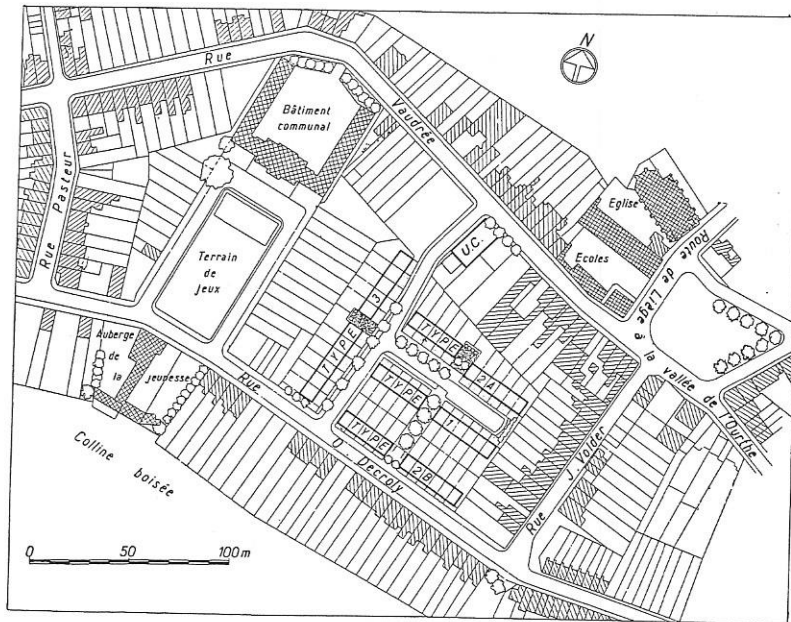 N
Rue
Vaudrée
Bâtiment
communal
Rue Pasteur
Eglise
Ecoles
Route de Liège à la vallée de l'Ourthe
Terrain
de
jeux
U.C.
TYPE 3
TYPE 2A
TYPE 1
TYPE 2B
Auberge
de
la
jeunesse
Rue O. Decroly
Rue J. Volder
Colline boisée
0 50 100 m